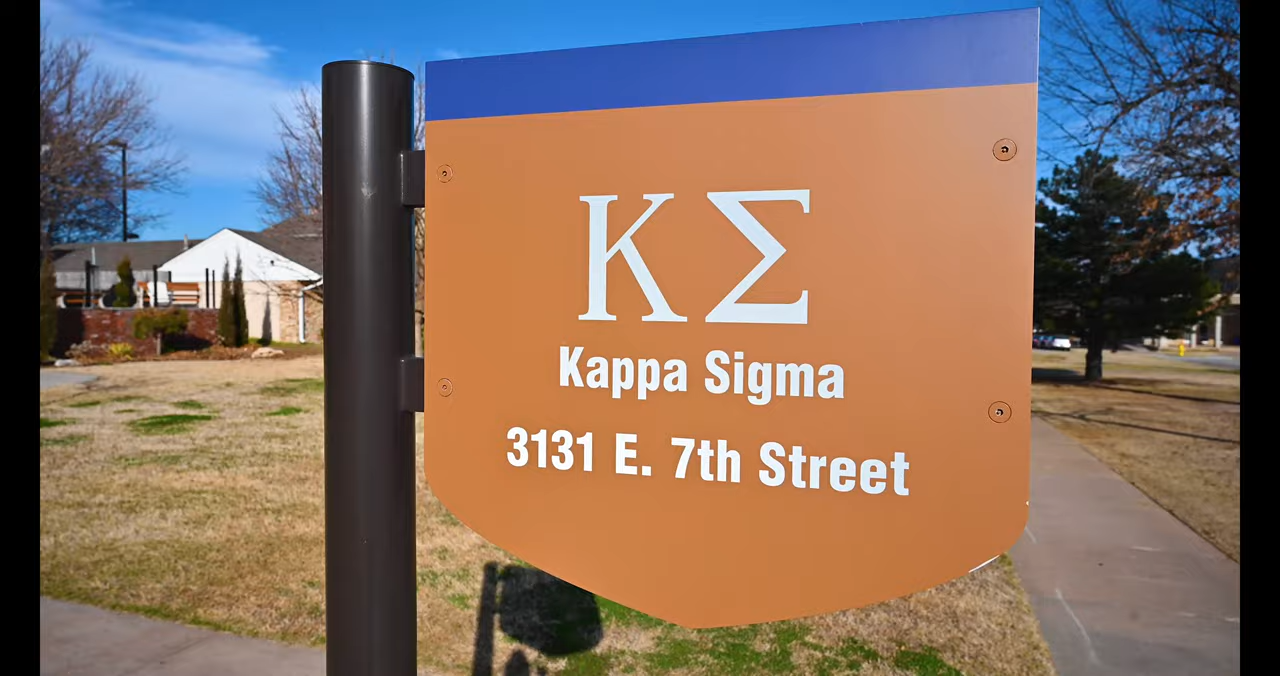 ΚΣ
Kappa Sigma
3131 E. 7th Street